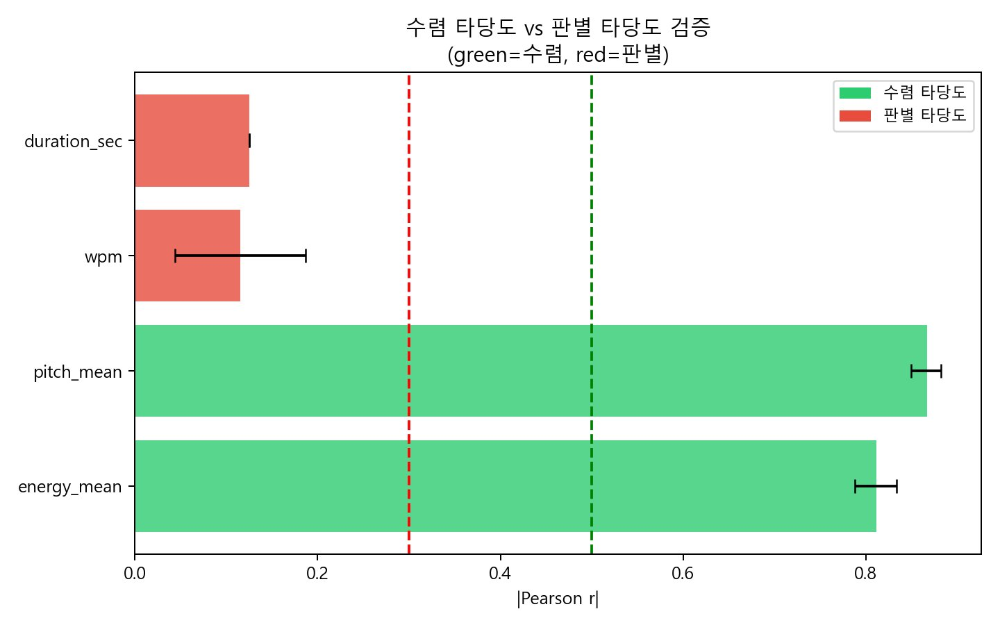 수렴 타당도 vs 판별 타당도 검증
(green=수렴, red=판별)
수렴 타당도
판별 타당도
duration_sec
wpm
pitch_mean
energy_mean
0.0 0.2 0.4 0.6 0.8
|Pearson r|